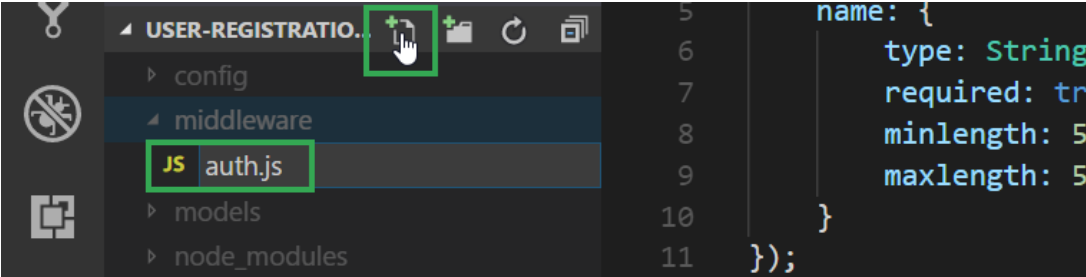 USER-REGISTRATIO...
config
middleware
JS auth.js
models
node_modules
5 name: {
6 type: String
7 required: tr
8 minlength: 5
9 maxlength: 5
10 }
11 });